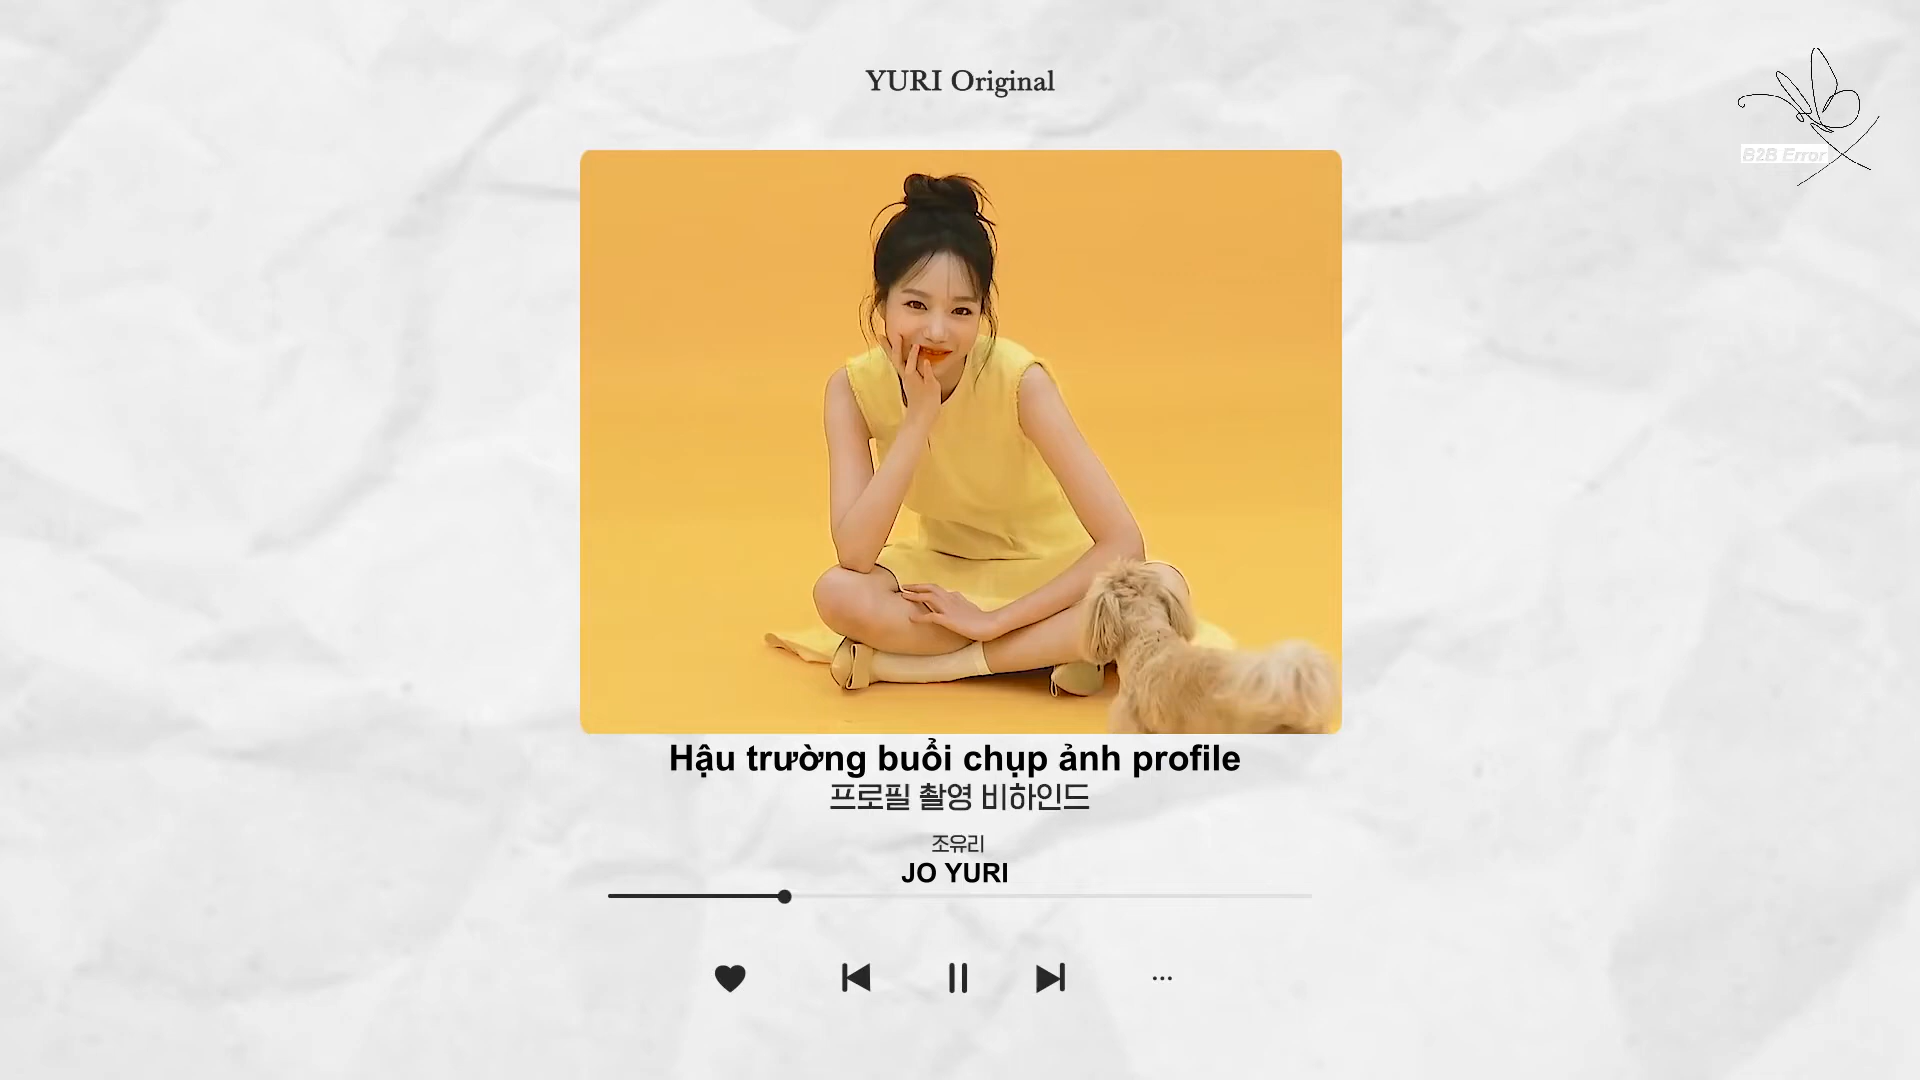 YURI Original
B2B Error
Hậu trường buổi chụp ảnh profile
프로필 촬영 비하인드
조유리
JO YURI